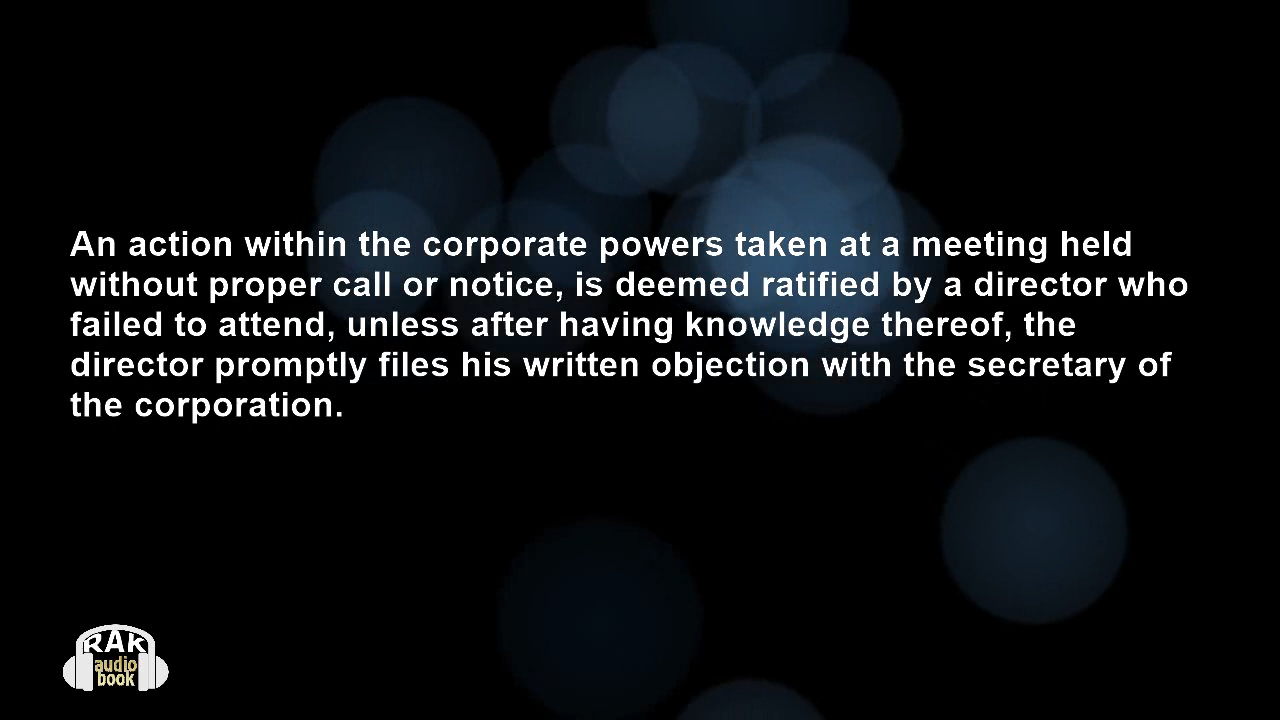 An action within the corporate powers taken at a meeting held
without proper call or notice, is deemed ratified by a director who
failed to attend, unless after having knowledge thereof, the
director promptly files his written objection with the secretary of
the corporation.
RAK
audio
book